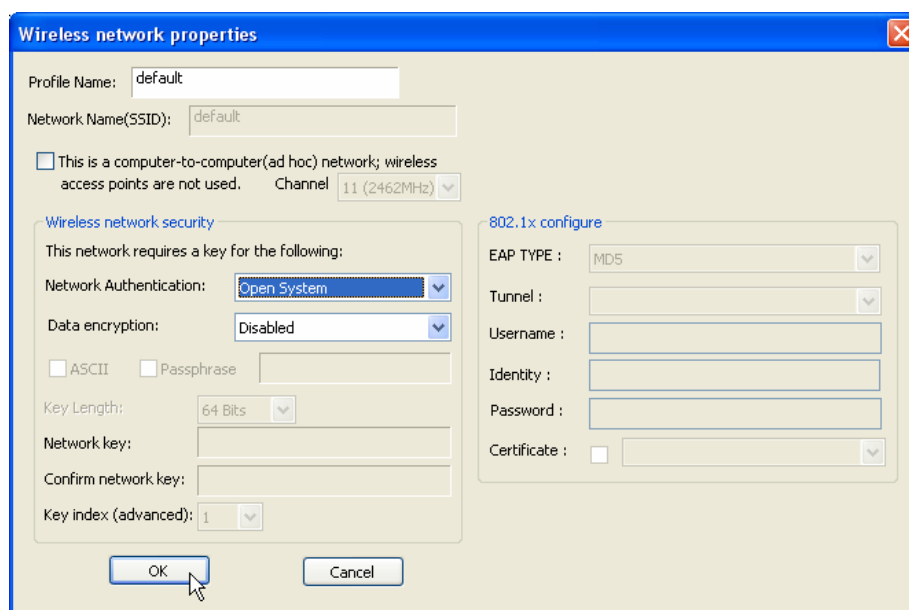 Wireless network properties
Profile Name: default
Network Name(SSID): default
This is a computer-to-computer(ad hoc) network; wireless
access points are not used. Channel 11 (2462MHz)
Wireless network security
This network requires a key for the following:
Network Authentication: Open System
Data encryption: Disabled
ASCII Passphrase
Key Length: 64 Bits
Network key:
Confirm network key:
Key index (advanced): 1
802.1x configure
EAP TYPE : MD5
Tunnel :
Username :
Identity :
Password :
Certificate :
OK Cancel